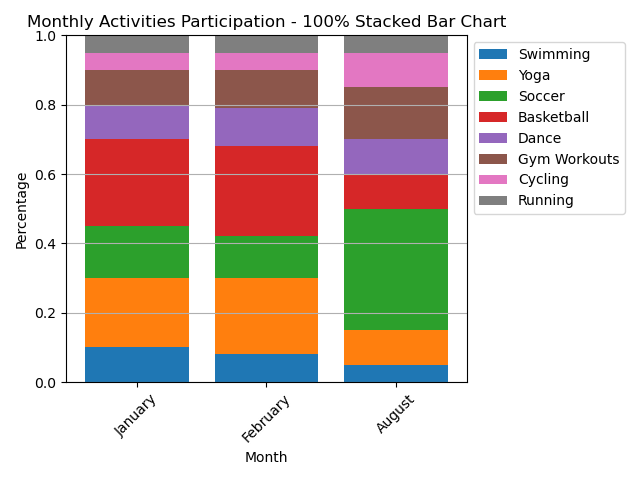 Monthly Activities Participation - 100% Stacked Bar Chart
1.0
0.8
0.6
0.4
0.2
0.0
Percentage
January
February
August
Month
Swimming
Yoga
Soccer
Basketball
Dance
Gym Workouts
Cycling
Running